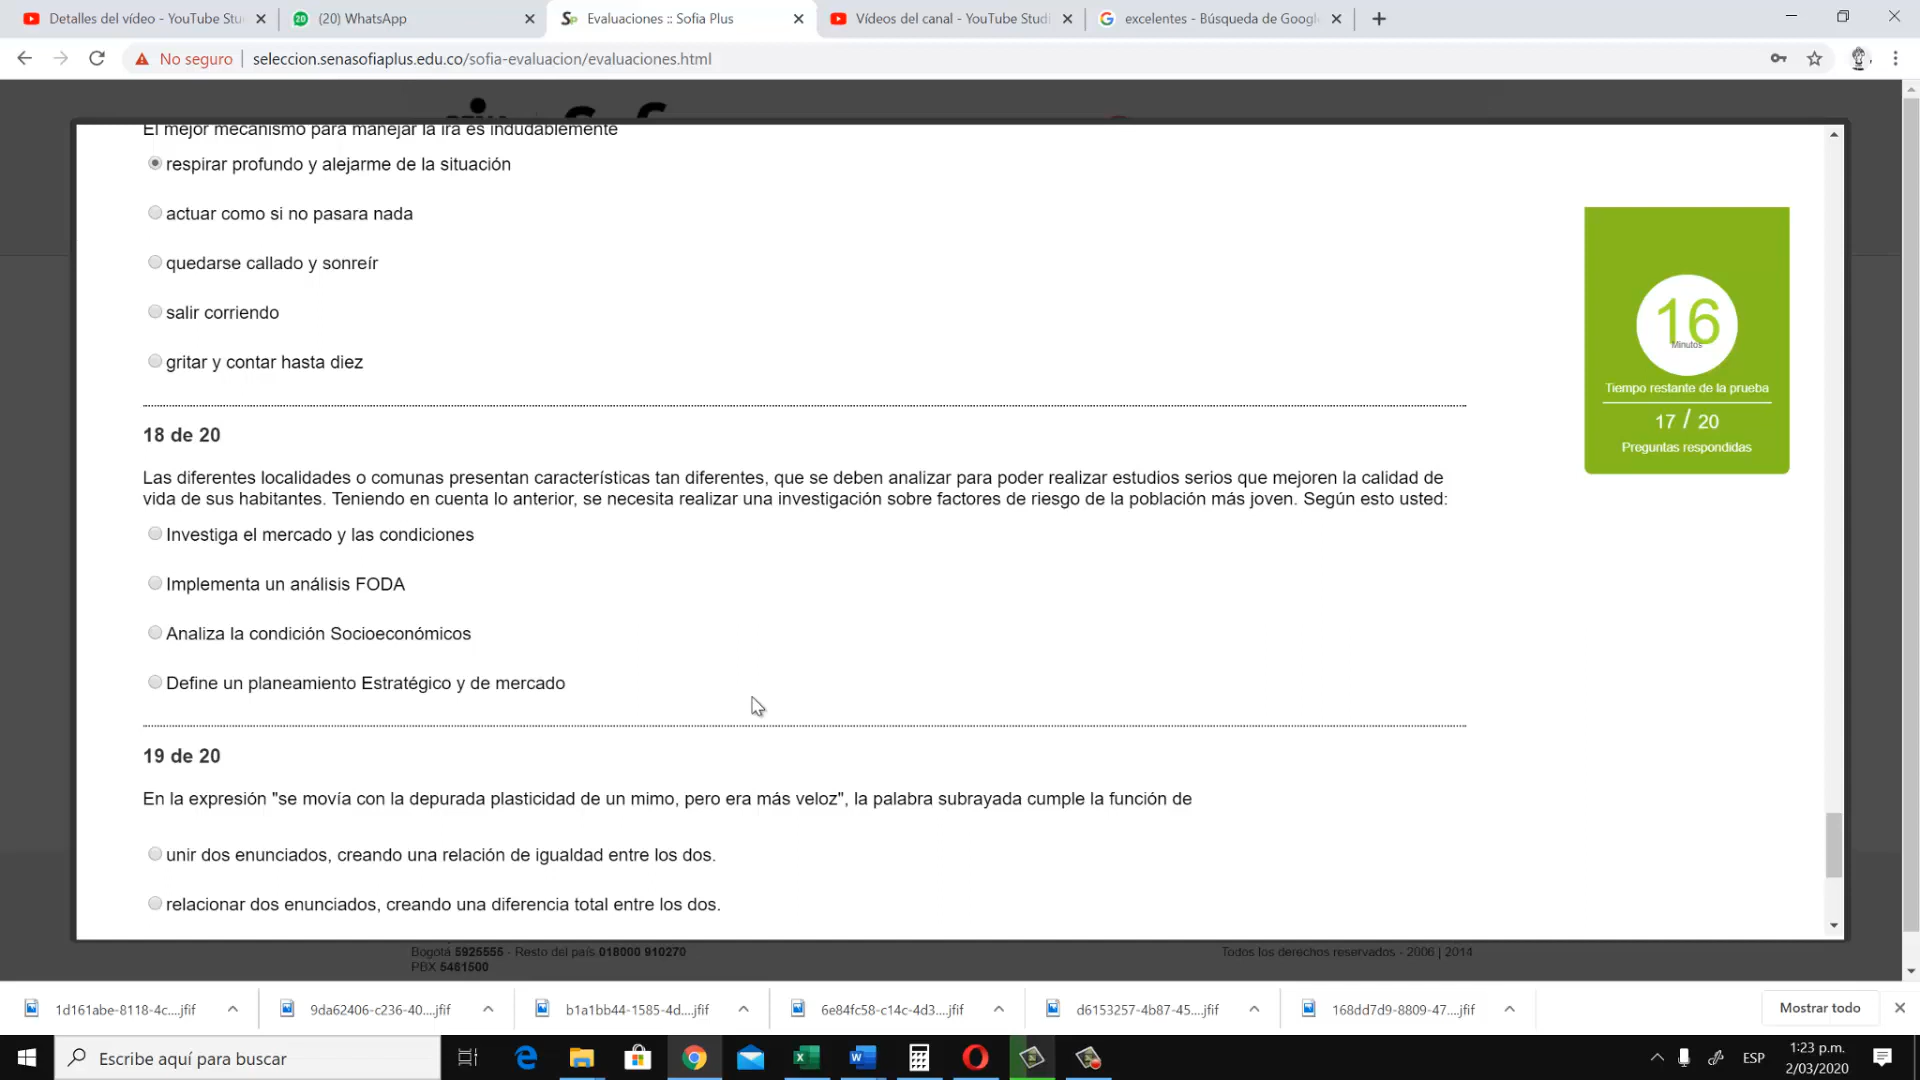 Detalles del vídeo - YouTube Stu
(20) WhatsApp
Evaluaciones :: Sofia Plus
Vídeos del canal - YouTube Studi
excelentes - Búsqueda de Google
No seguro
seleccion.senasofiaplus.edu.co/sofia-evaluacion/evaluaciones.html
El mejor mecanismo para manejar la ira es indudablemente
respirar profundo y alejarme de la situación
actuar como si no pasara nada
quedarse callado y sonreír
salir corriendo
gritar y contar hasta diez
16
Minutos
Tiempo restante de la prueba
17 / 20
Preguntas respondidas
18 de 20
Las diferentes localidades o comunas presentan características tan diferentes, que se deben analizar para poder realizar estudios serios que mejoren la calidad de
vida de sus habitantes. Teniendo en cuenta lo anterior, se necesita realizar una investigación sobre factores de riesgo de la población más joven. Según esto usted:
Investiga el mercado y las condiciones
Implementa un análisis FODA
Analiza la condición Socioeconómicos
Define un planeamiento Estratégico y de mercado
19 de 20
En la expresión "se movía con la depurada plasticidad de un mimo, pero era más veloz", la palabra subrayada cumple la función de
unir dos enunciados, creando una relación de igualdad entre los dos.
relacionar dos enunciados, creando una diferencia total entre los dos.
Bogotá 5925555 - Resto del país 018000 910270
Todos los derechos reservados - 2006 | 2014
PBX 5461500
1d161abe-8118-4c....jfif
9da62406-c236-40....jfif
b1a1bb44-1585-4d....jfif
6e84fc58-c14c-4d3....jfif
d6153257-4b87-45....jfif
168dd7d9-8809-47....jfif
Mostrar todo
Escribe aquí para buscar
ESP
1:23 p.m.
2/03/2020